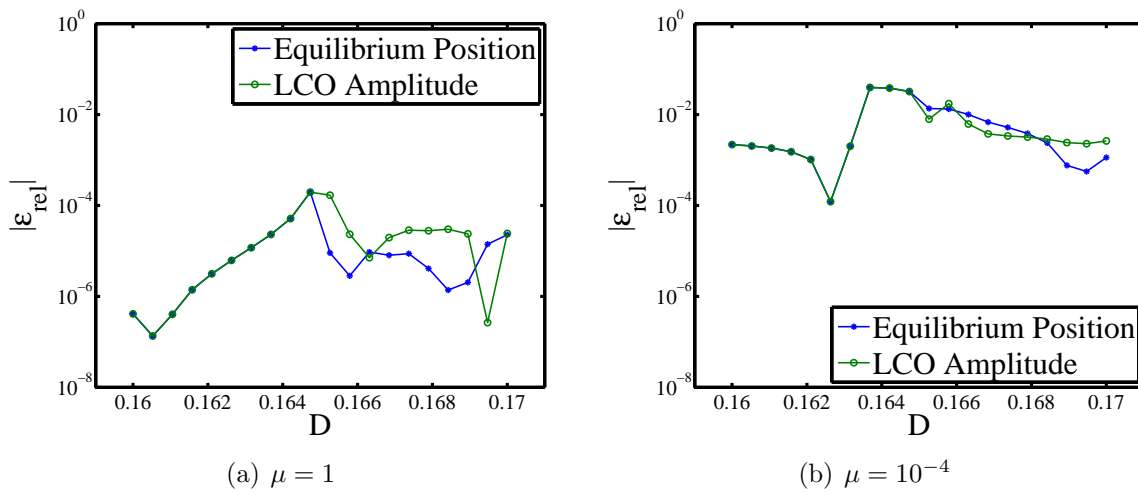 10^0
Equilibrium Position
LCO Amplitude
10^-2
|ε_rel|
10^-4
10^-6
10^-8
0.16 0.162 0.164 0.166 0.168 0.17
D
(a) μ = 1
10^0
10^-2
|ε_rel|
10^-4
10^-6
Equilibrium Position
LCO Amplitude
10^-8
0.16 0.162 0.164 0.166 0.168 0.17
D
(b) μ = 10^-4